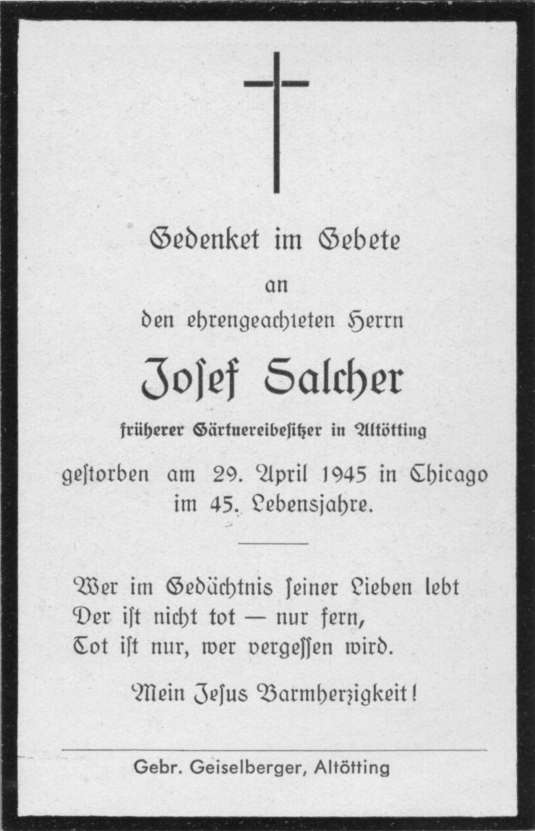 Gedenket im Gebete
an
den ehrengeachteten Herrn
Josef Salcher
früherer Gärtnereibesitzer in Altötting
gestorben am 29. April 1945 in Chicago
im 45. Lebensjahre.
Wer im Gedächtnis seiner Lieben lebt
Der ist nicht tot — nur fern,
Tot ist nur, wer vergessen wird.
Mein Jesus Barmherzigkeit!
Gebr. Geiselberger, Altötting